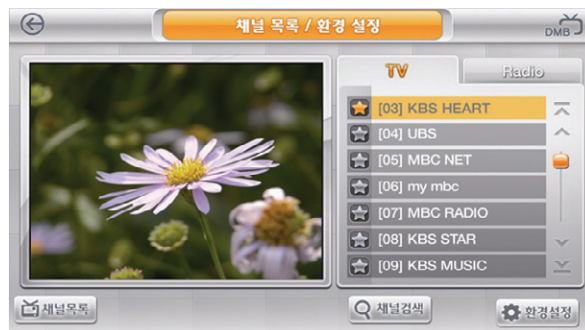 채널 목록 / 환경 설정
DMB
TV
Radio
[03] KBS HEART
[04] UBS
[05] MBC NET
[06] my mbc
[07] MBC RADIO
[08] KBS STAR
[09] KBS MUSIC
채널목록
채널검색
환경설정